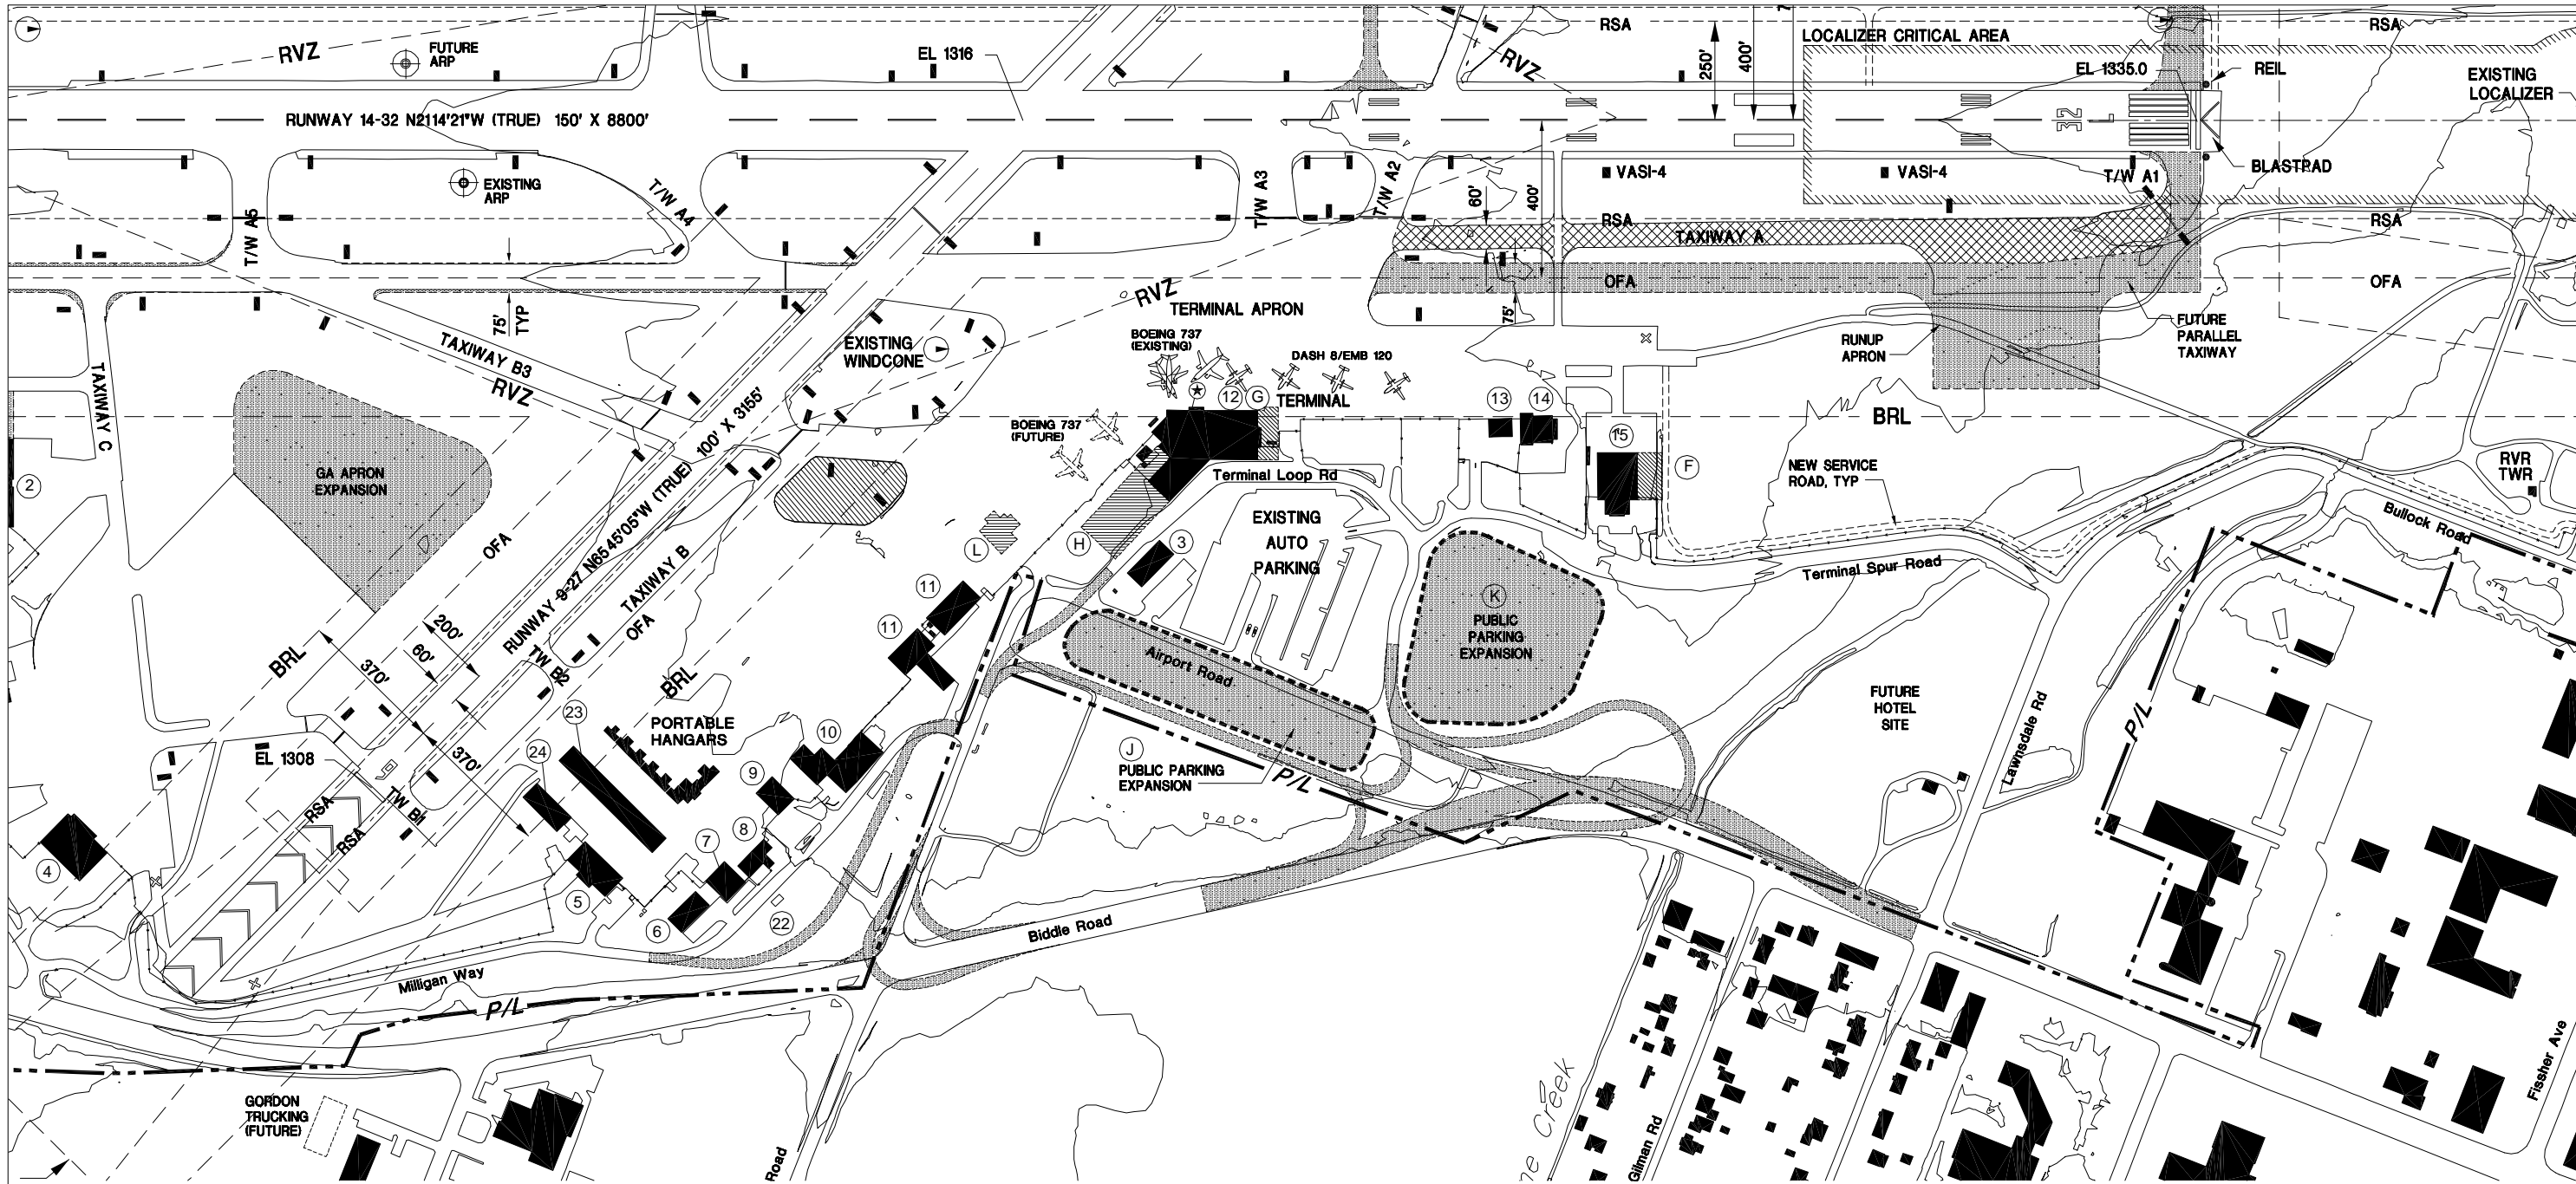 RVZ
FUTURE
ARP
EL 1316
RVZ
RSA
250'
400'
7
LOCALIZER CRITICAL AREA
EL 1335.0
REIL
RSA
EXISTING
LOCALIZER
RUNWAY 14-32 N2114'21"W (TRUE) 150' X 8800'
32
L
BLASTPAD
EXISTING
ARP
T/W A5
T/W A4
T/W A3
T/W A2
60'
400'
VASI-4
VASI-4
T/W A1
RSA
TAXIWAY A
RSA
OFA
OFA
75'
TYP
75'
RVZ
TERMINAL APRON
EXISTING
WINDCONE
BOEING 737
(EXISTING)
DASH 8/EMB 120
RUNUP
APRON
FUTURE
PARALLEL
TAXIWAY
TAXIWAY B3
RVZ
TAXIWAY C
12
G
TERMINAL
13
14
15
BRL
BOEING 737
(FUTURE)
RUNWAY 9-27 N65 45'05"W (TRUE) 100' X 3155'
2
GA APRON
EXPANSION
OFA
TAXIWAY B
OFA
Terminal Loop Rd
F
NEW SERVICE
ROAD, TYP
RVR
TWR
Bullock Road
L
H
3
EXISTING
AUTO
PARKING
Terminal Spur Road
K
PUBLIC
PARKING
EXPANSION
11
11
BRL
370'
200'
60'
TW B2
BRL
Airport Road
FUTURE
HOTEL
SITE
Lawnsdale Rd
P/L
23
PORTABLE
HANGARS
24
370'
10
9
J
PUBLIC PARKING
EXPANSION
P/L
EL 1308
RSA
RSA
TW B1
4
8
7
5
6
22
Biddle Road
Milligan Way
P/L
GORDON
TRUCKING
(FUTURE)
Road
Creek
Gilman Rd
Fissher Ave